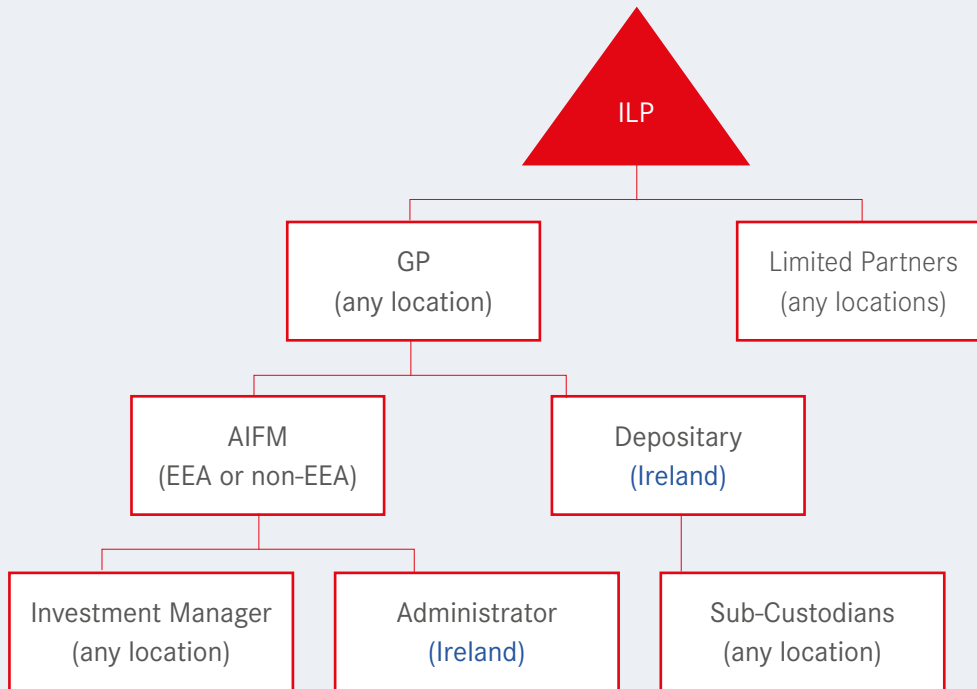 ILP
GP
(any location)
Limited Partners
(any locations)
AIFM
(EEA or non-EEA)
Depositary
(Ireland)
Investment Manager
(any location)
Administrator
(Ireland)
Sub-Custodians
(any location)